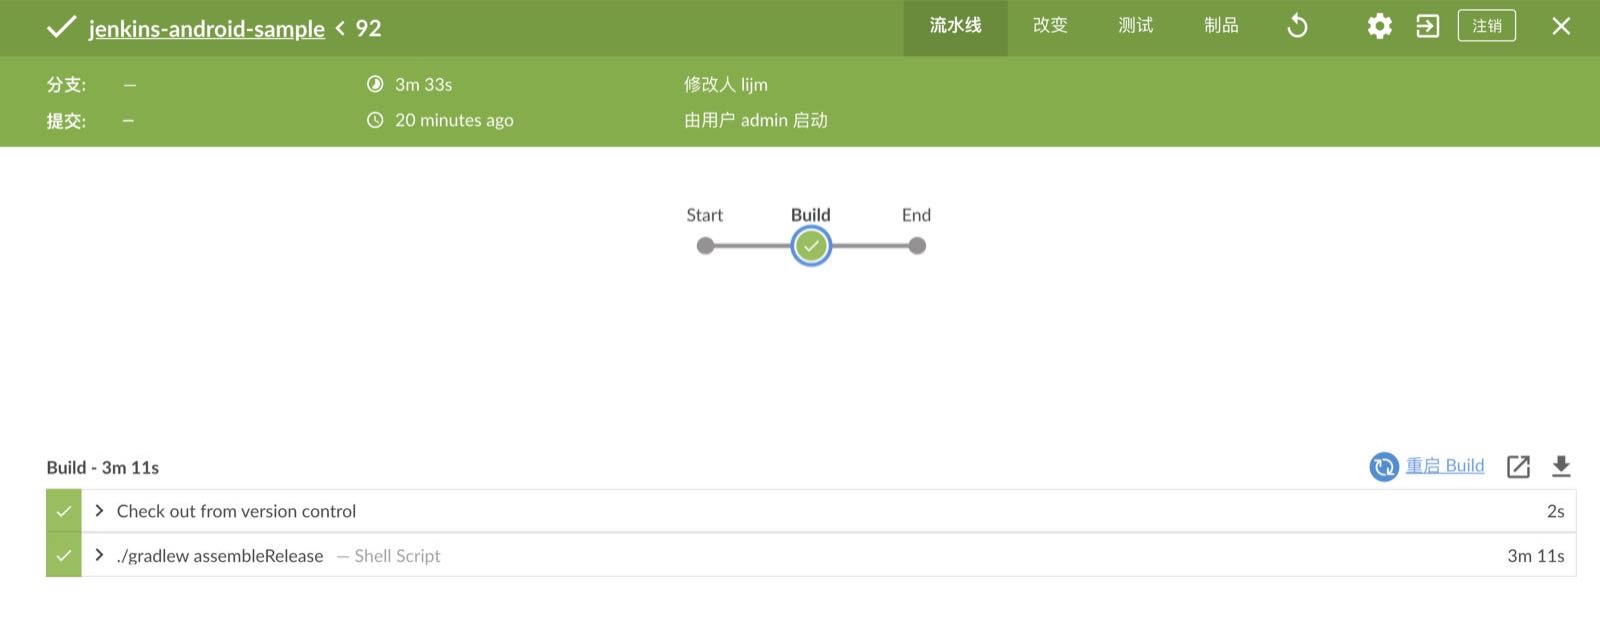 jenkins-android-sample < 92 流水线 改变 测试 制品 注销
分支: — 3m 33s 修改人 lijm
提交: — 20 minutes ago 由用户 admin 启动
Start Build End
Build - 3m 11s 重启 Build
Check out from version control 2s
./gradlew assembleRelease — Shell Script 3m 11s